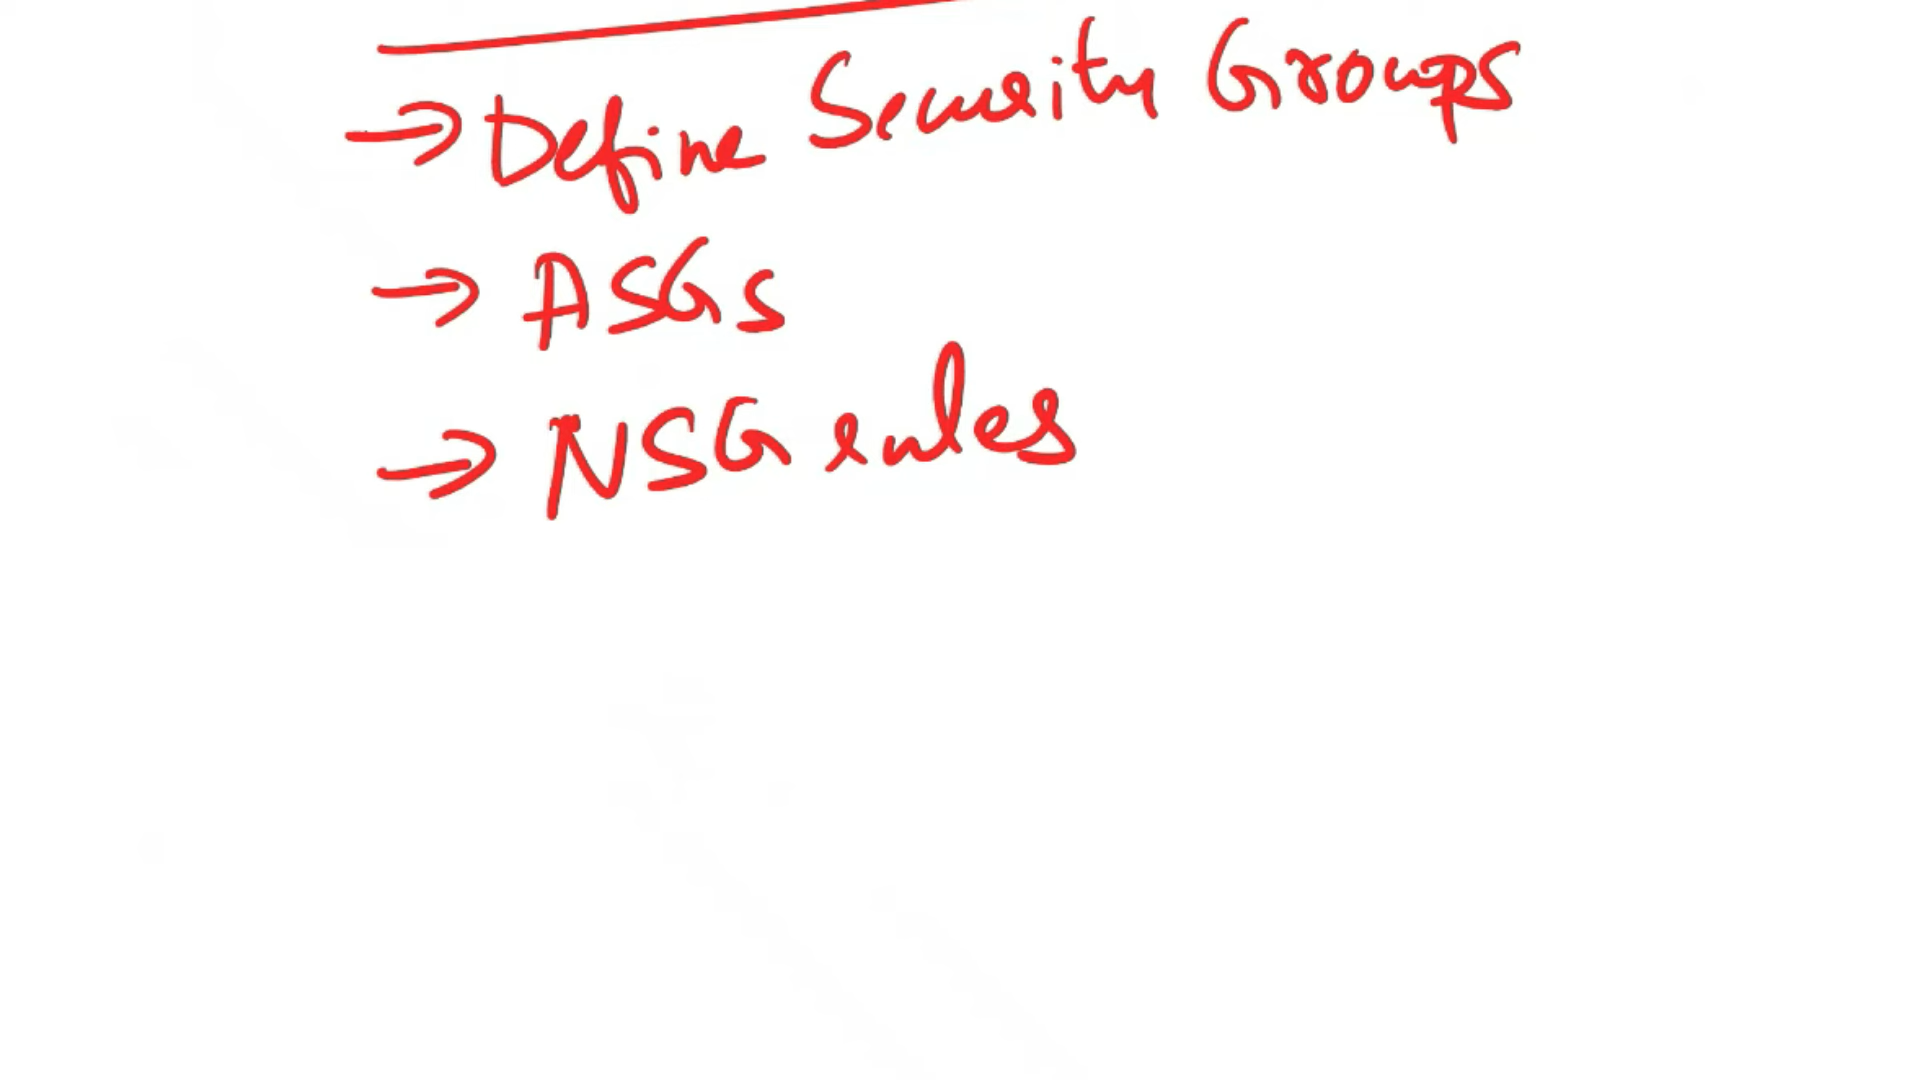 → Define Security Groups
→ ASGs
→ NSG rules